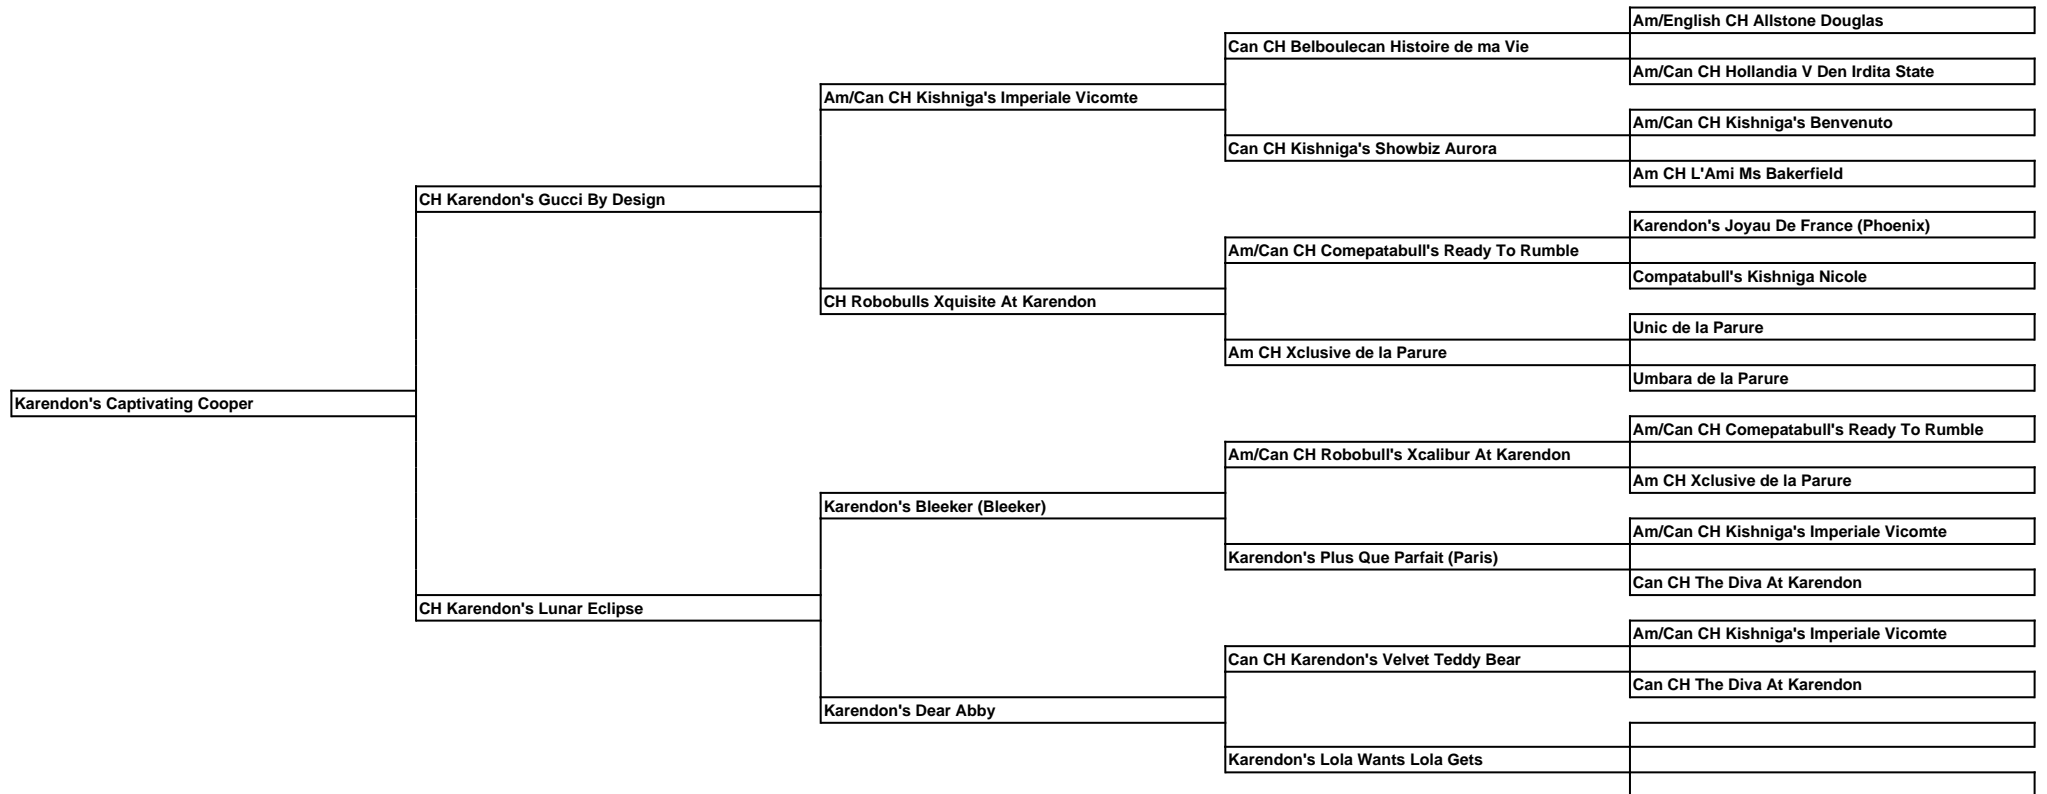 Am/English CH Allstone Douglas
Can CH Belboulecan Histoire de ma Vie
Am/Can CH Hollandia V Den Irdita State
Am/Can CH Kishniga's Imperiale Vicomte
Am/Can CH Kishniga's Benvenuto
Can CH Kishniga's Showbiz Aurora
Am CH L'Ami Ms Bakerfield
CH Karendon's Gucci By Design
Karendon's Joyau De France (Phoenix)
Am/Can CH Comepatabull's Ready To Rumble
Compatabull's Kishniga Nicole
CH Robobulls Xquisite At Karendon
Unic de la Parure
Am CH Xclusive de la Parure
Umbara de la Parure
Karendon's Captivating Cooper
Am/Can CH Comepatabull's Ready To Rumble
Am/Can CH Robobull's Xcalibur At Karendon
Am CH Xclusive de la Parure
Karendon's Bleeker (Bleeker)
Am/Can CH Kishniga's Imperiale Vicomte
Karendon's Plus Que Parfait (Paris)
Can CH The Diva At Karendon
CH Karendon's Lunar Eclipse
Am/Can CH Kishniga's Imperiale Vicomte
Can CH Karendon's Velvet Teddy Bear
Can CH The Diva At Karendon
Karendon's Dear Abby
Karendon's Lola Wants Lola Gets